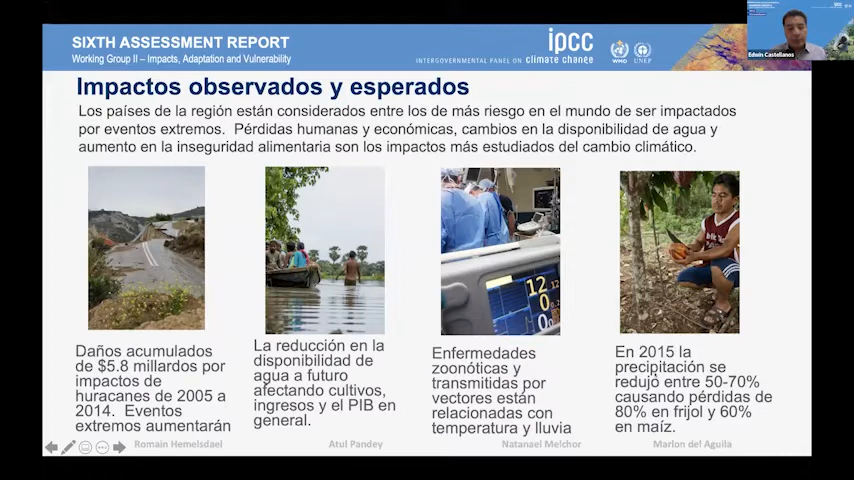 SIXTH ASSESSMENT REPORT
Working Group II – Impacts, Adaptation and Vulnerability
ipcc
INTERGOVERNMENTAL PANEL ON climate change
WMO
UNEP
Edwin Castellanos
Impactos observados y esperados
Los países de la región están considerados entre los de más riesgo en el mundo de ser impactados
por eventos extremos. Pérdidas humanas y económicas, cambios en la disponibilidad de agua y
aumento en la inseguridad alimentaria son los impactos más estudiados del cambio climático.
Daños acumulados
de $5.8 millardos por
impactos de
huracanes de 2005 a
2014. Eventos
extremos aumentarán
Romain Hemelsdael
La reducción en la
disponibilidad de
agua a futuro
afectando cultivos,
ingresos y el PIB en
general.
Atul Pandey
12
0
0
Enfermedades
zoonóticas y
transmitidas por
vectores están
relacionadas con
temperatura y lluvia
Natanael Melchor
En 2015 la
precipitación se
redujo entre 50-70%
causando pérdidas de
80% en frijol y 60%
en maíz.
Marlon del Aguila